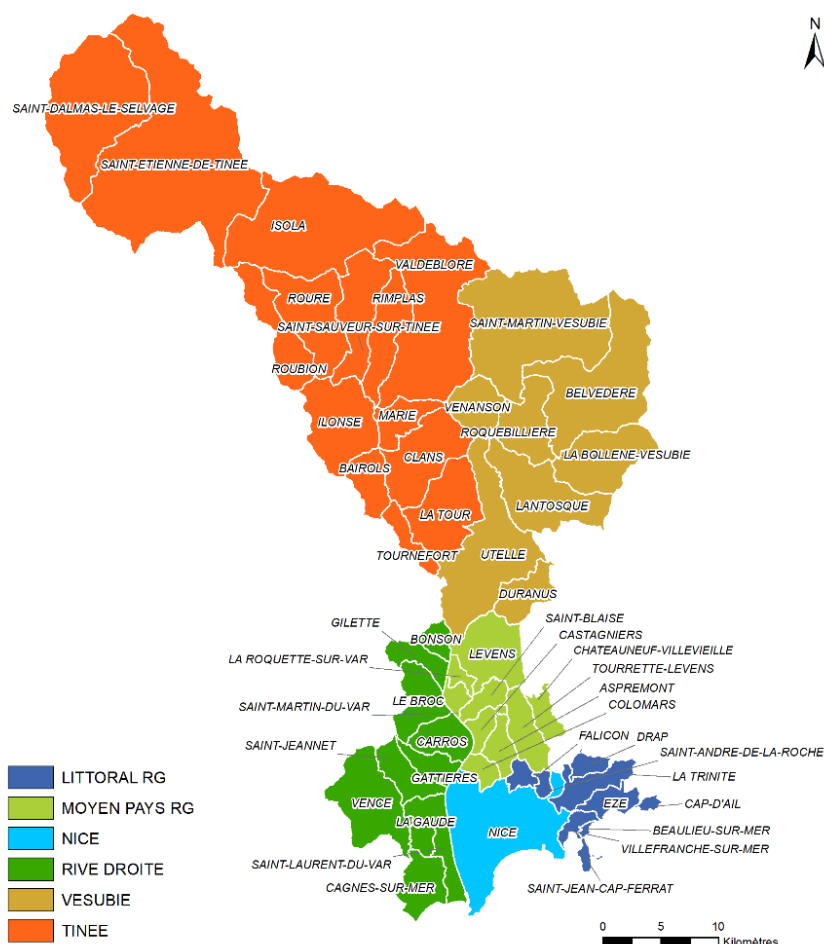 N
SAINT-DALMAS-LE-SELVAGE
SAINT-ETIENNE-DE-TINEE
ISOLA
VALDEBLORE
ROURE
RIMPLAS
SAINT-SAUVEUR-SUR-TINEE
SAINT-MARTIN-VESUBIE
ROUBION
BELVEDERE
VENANSON
MARIE
ILONSE
ROQUEBILLIERE
CLANS
LA BOLLENE-VESUBIE
BAIROLS
LANTOSQUE
LA TOUR
TOURNEFORT
UTELLE
DURANUS
GILETTE
SAINT-BLAISE
CASTAGNIERS
BONSON
CHATEAUNEUF-VILLEVIEILLE
LEVENS
LA ROQUETTE-SUR-VAR
TOURRETTE-LEVENS
ASPREMONT
LE BROC
COLOMARS
SAINT-MARTIN-DU-VAR
FALICON
DRAP
CARROS
SAINT-JEANNET
SAINT-ANDRE-DE-LA-ROCHE
GATTIERES
LA TRINITE
VENCE
EZE
CAP-D'AIL
LA GAUDE
NICE
BEAULIEU-SUR-MER
VILLEFRANCHE-SUR-MER
SAINT-LAURENT-DU-VAR
CAGNES-SUR-MER
SAINT-JEAN-CAP-FERRAT
LITTORAL RG
MOYEN PAYS RG
NICE
RIVE DROITE
VESUBIE
TINEE
0 5 10
Kilomètres